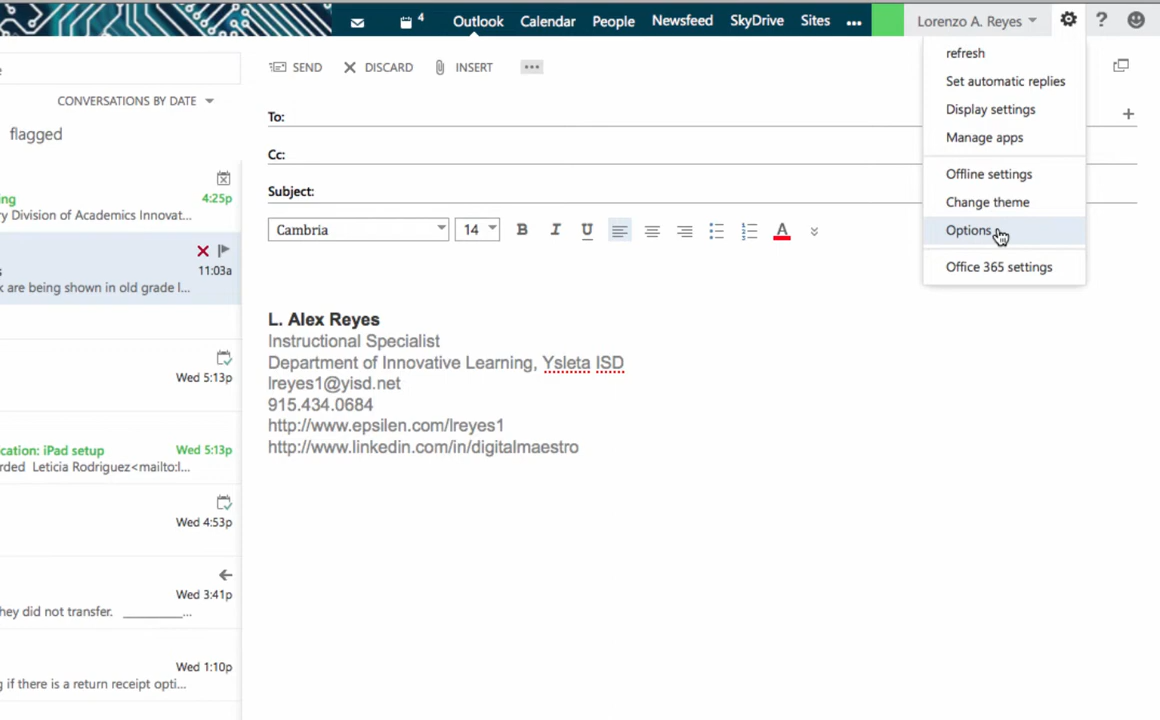 4
Outlook Calendar People Newsfeed SkyDrive Sites ••• Lorenzo A. Reyes ?
e
CONVERSATIONS BY DATE
flagged
ing
4:25p
ry Division of Academics Innovat...
11:03a
s
k are being shown in old grade l...
Wed 5:13p
cation: iPad setup Wed 5:13p
rded Leticia Rodriguez<mailto:l...
Wed 4:53p
Wed 3:41p
hey did not transfer. __________...
Wed 1:10p
g if there is a return receipt opti...
SEND DISCARD INSERT •••
To:
Cc:
Subject:
Cambria 14 B I U A
L. Alex Reyes
Instructional Specialist
Department of Innovative Learning, Ysleta ISD
lreyes1@yisd.net
915.434.0684
http://www.epsilen.com/lreyes1
http://www.linkedin.com/in/digitalmaestro
refresh
Set automatic replies
Display settings
Manage apps
Offline settings
Change theme
Options
Office 365 settings